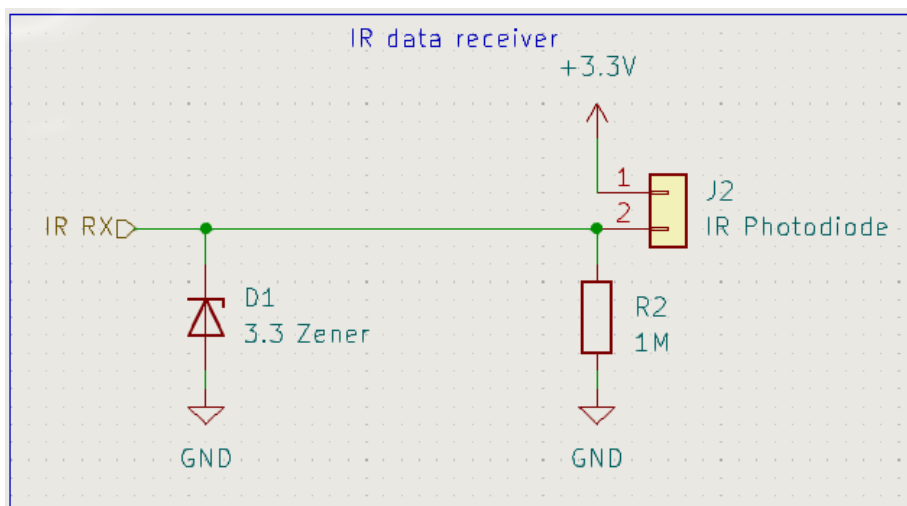 IR data receiver
+3.3V
1
J2
2
IR RX
IR Photodiode
D1
3.3 Zener
R2
1M
GND
GND